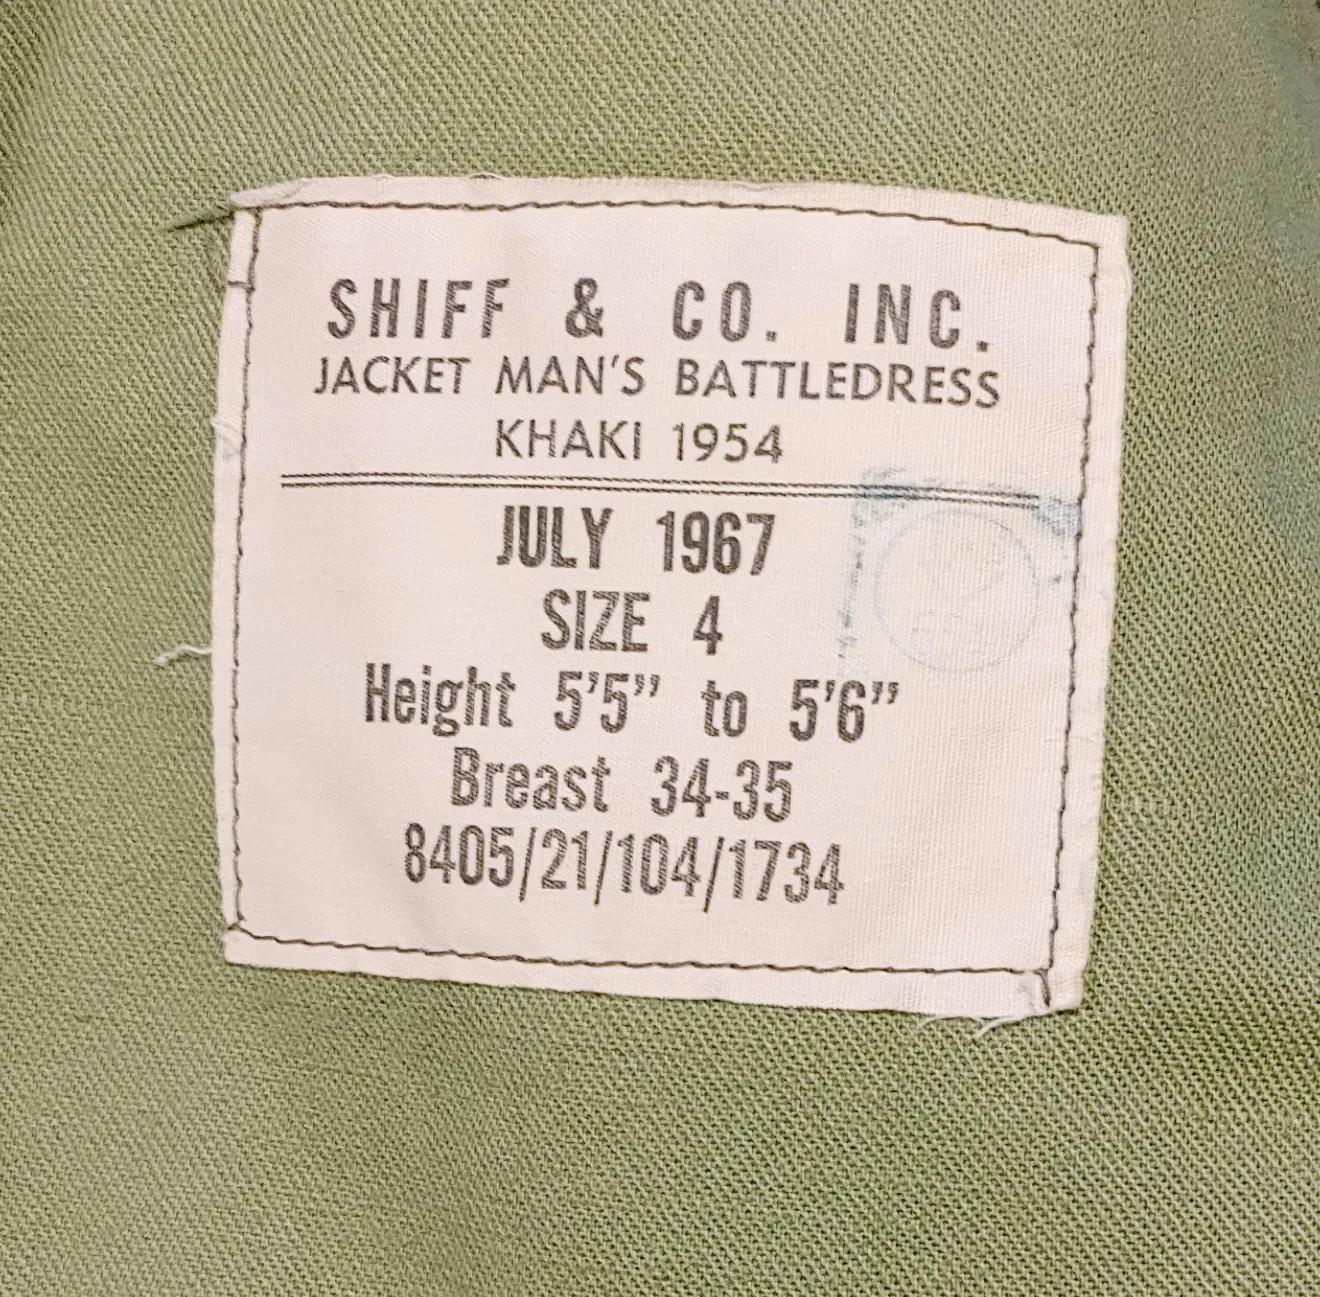 SHIFF & CO. INC.
JACKET MAN'S BATTLEDRESS
KHAKI 1954
JULY 1967
SIZE 4
Height 5'5” to 5'6”
Breast 34-35
8405/21/104/1734